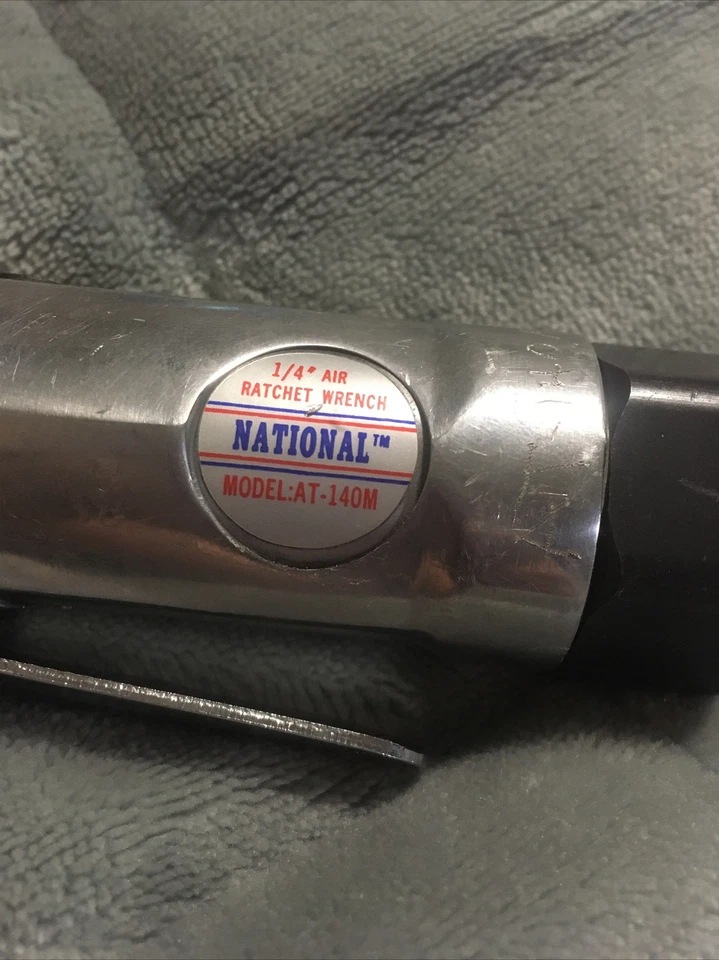 1/4" AIR
RATCHET WRENCH
NATIONAL™
MODEL:AT-140M